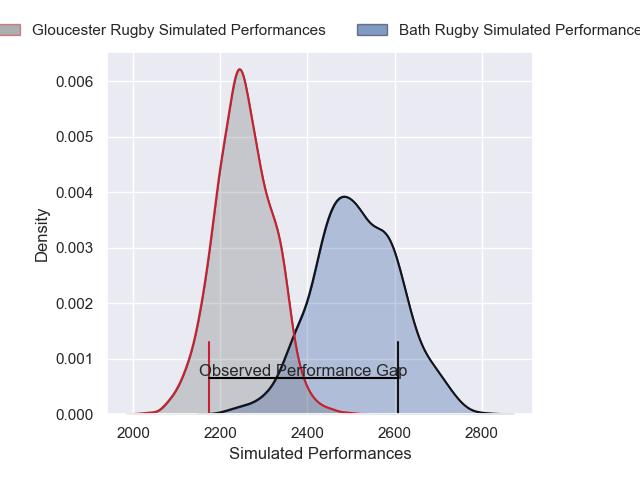 Gloucester Rugby Simulated Performances
Bath Rugby Simulated Performance
0.006
0.005
0.004
0.003
0.002
0.001
0.000
Density
Observed Performance Gap
2000 2200 2400 2600 2800
Simulated Performances